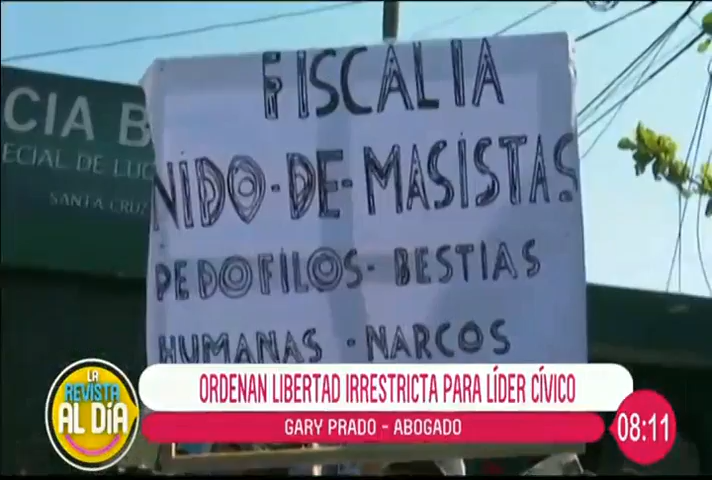 FISCALIA
CIA B
NIDO-DE-MASISTAS
ECIAL DE LUC
SANTA CRUZ
PEDOFILOS-BESTIAS
HUMANAS - NARCOS
LA
REVISTA
AL DÍA
ORDENAN LIBERTAD IRRESTRICTA PARA LÍDER CÍVICO
GARY PRADO - ABOGADO
08:11